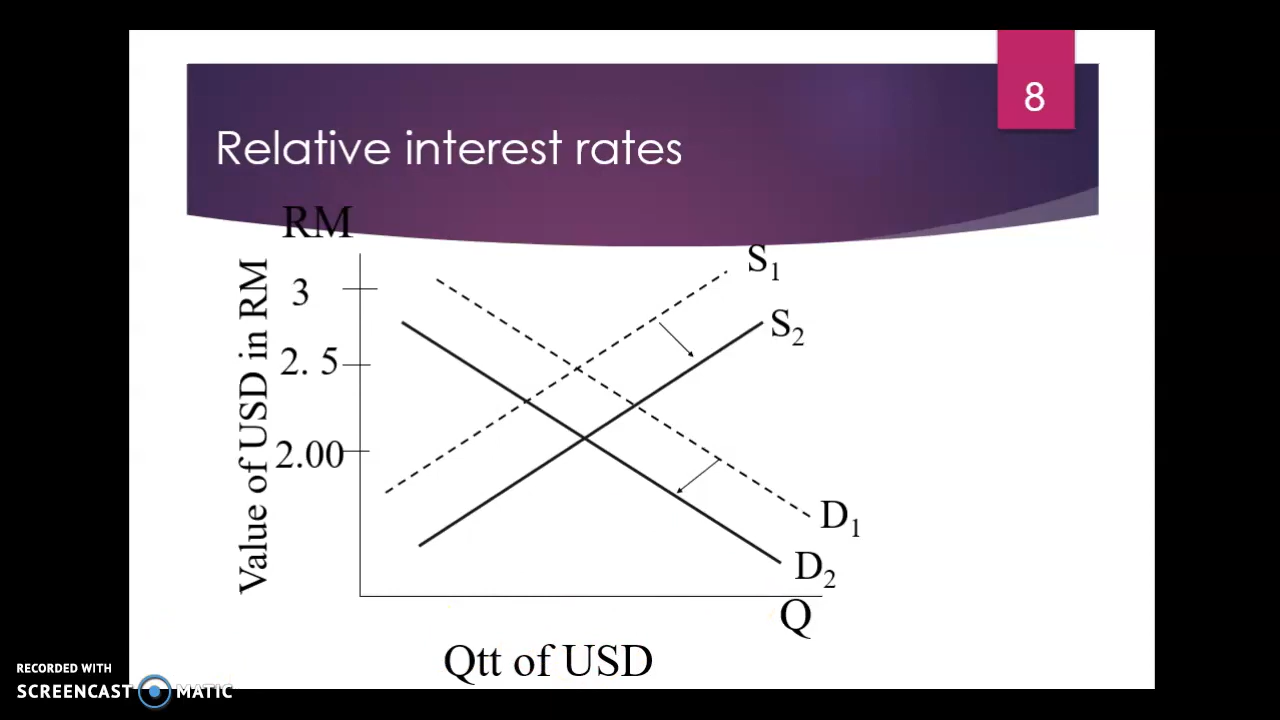 8
Relative interest rates
RM
Value of USD in RM
3
2. 5
2.00
S1
S2
D1
D2
Q
Qtt of USD
RECORDED WITH
SCREENCAST MATIC